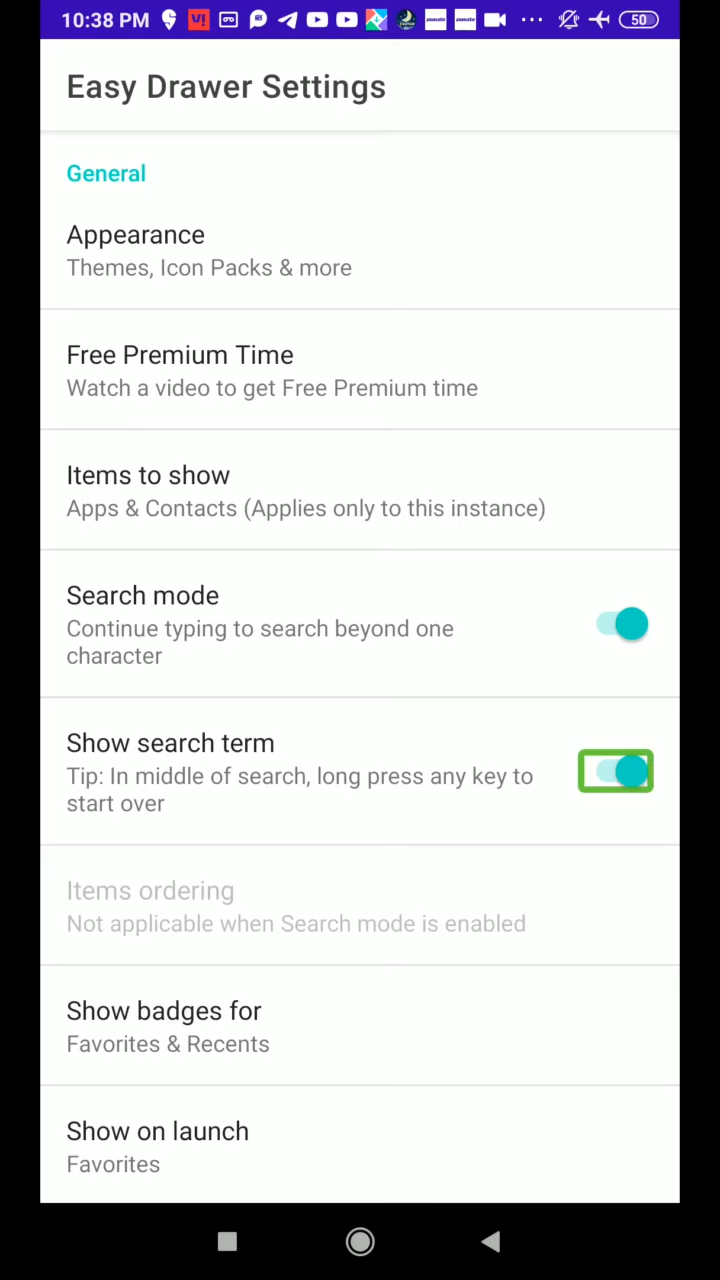 10:38 PM
50
Easy Drawer Settings
General
Appearance
Themes, Icon Packs & more
Free Premium Time
Watch a video to get Free Premium time
Items to show
Apps & Contacts (Applies only to this instance)
Search mode
Continue typing to search beyond one
character
Show search term
Tip: In middle of search, long press any key to
start over
Items ordering
Not applicable when Search mode is enabled
Show badges for
Favorites & Recents
Show on launch
Favorites